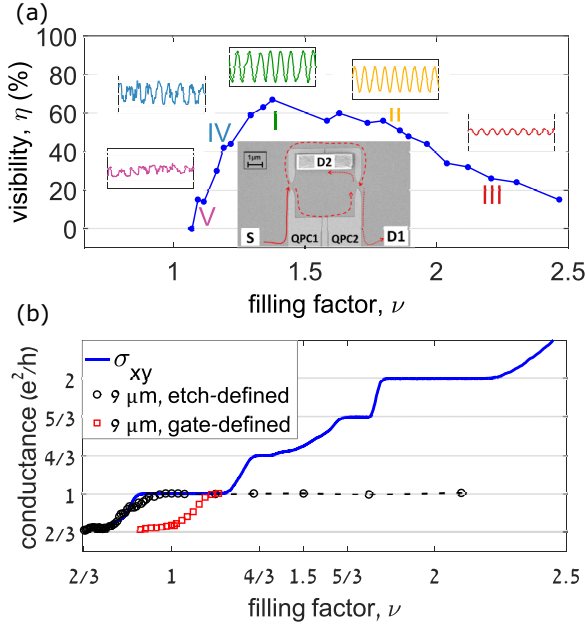 (a)
visibility, η (%)
100
80
60
40
20
0
IV
I
II
III
V
1μm
D2
S
QPC1
QPC2
D1
1
1.5
2
2.5
filling factor, ν
(b)
conductance (e²/h)
σxy
9 μm, etch-defined
9 μm, gate-defined
2
5/3
4/3
1
2/3
2/3
1
4/3
1.5
5/3
2
2.5
filling factor, ν